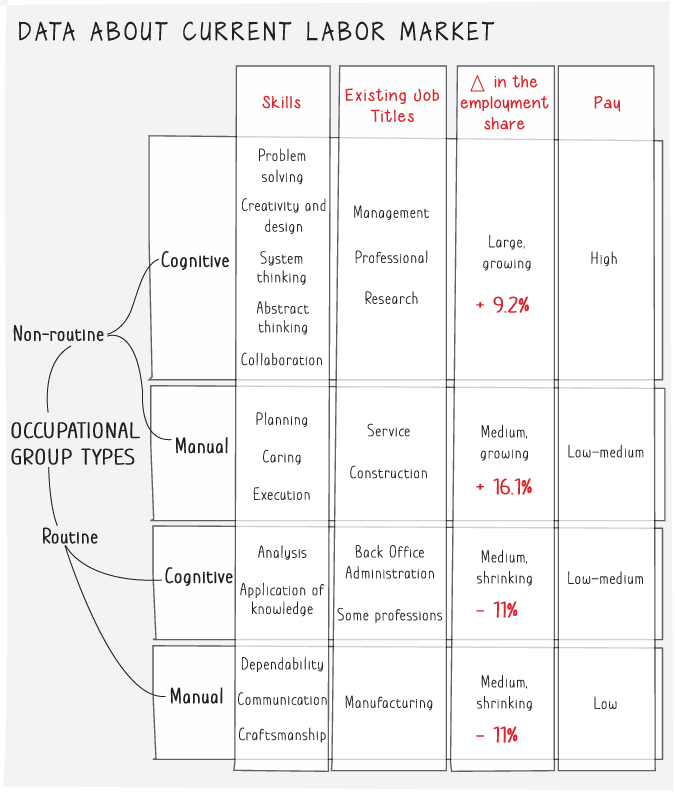 DATA ABOUT CURRENT LABOR MARKET
Skills
Existing Job
Titles
△ in the
employment
share
Pay
OCCUPATIONAL
GROUP TYPES
Non-routine
Cognitive
Problem
solving
Creativity and
design
System
thinking
Abstract
thinking
Collaboration
Management
Professional
Research
Large,
growing
+ 9.2%
High
Manual
Planning
Caring
Execution
Service
Construction
Medium,
growing
+ 16.1%
Low-medium
Routine
Cognitive
Analysis
Application of
knowledge
Back Office
Administration
Some professions
Medium,
shrinking
- 11%
Low-medium
Manual
Dependability
Communication
Craftsmanship
Manufacturing
Medium,
shrinking
- 11%
Low